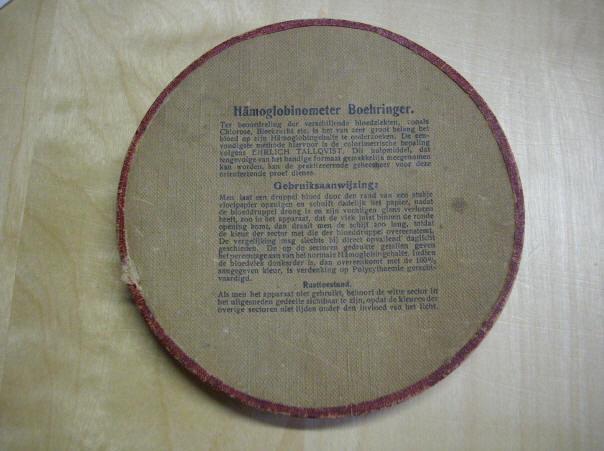 Hämoglobinometer Boehringer.
Ter beoordeeling der verschillende bloedziekten, zooals
Chlorose, Bleekzucht etc. is het van zeer groot belang het
bloed op zijn Hämoglobingehalte te onderzoeken. De een-
voudigste methode hiervoor is de colorimetrische bepaling
volgens EHRLICH TALLQVIST. Dit hulpmiddel, dat
tengevolge van het handige formaat gemakkelijk meegenomen
kan worden, kan de praktizeerende geneesheer voor deze
orienteerende proef dienen.
Gebruiksaanwijzing:
Men laat een druppel bloed door den rand van een stukje
vloeipapier opzuigen en schuift dadelijk het papier, nadat
de bloeddruppel droog is en zijn vochtigen glans verloren
heeft, zoo in het apparaat, dat de vlek juist binnen de ronde
opening komt, dan draait men de schijf zoo lang, totdat
de kleur der sector met die der bloeddruppel overeenstemt.
De vergelijking mag slechts bij direct opvallend daglicht
geschieden. De op de sectoren gedrukte getallen geven
het percentage aan van het normale Hämoglobingehalte. Indien
de bloedvlek donkerder is, dan overeenkomt met de 100%
aangegeven kleur, is verdenking op Polycythaemie gerecht-
vaardigd.
Rusttoestand.
Als men het apparaat niet gebruikt, behoort de witte sector in
het uitgesneden gedeelte zichtbaar te zijn, opdat de kleuren der
overige sectoren niet lijden onder den invloed van het licht.